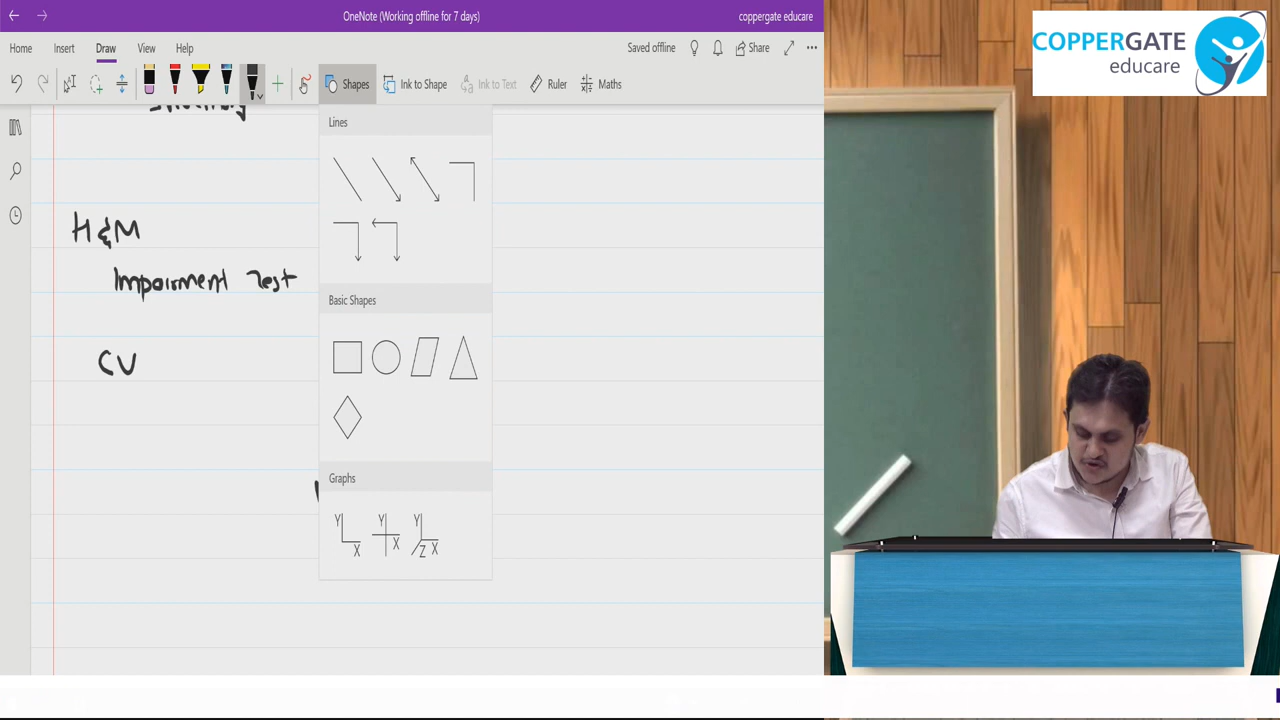 OneNote (Working offline for 7 days)
coppergate educare
Home Insert Draw View Help
Saved offline
Share
Shapes
Ink to Shape
Ink to Text
Ruler
Maths
Lines
H&M
Impairment Test
CV
Basic Shapes
Graphs
Y X
Y X
Y Z X
COPPERGATE
educare